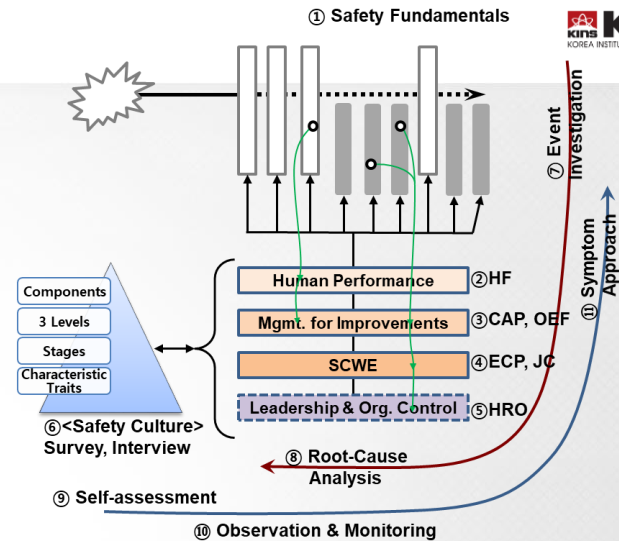 ① Safety Fundamentals
KINS
KOREA INSTITU
⑦ Event
Investigation
⑪ Symptom
Approach
Components
3 Levels
Stages
Characteristic
Traits
Human Performance
②HF
Mgmt. for Improvements
③CAP, OEF
SCWE
④ECP, JC
Leadership & Org. Control
⑤HRO
⑥<Safety Culture>
Survey, Interview
⑧ Root-Cause
Analysis
⑨ Self-assessment
⑩ Observation & Monitoring